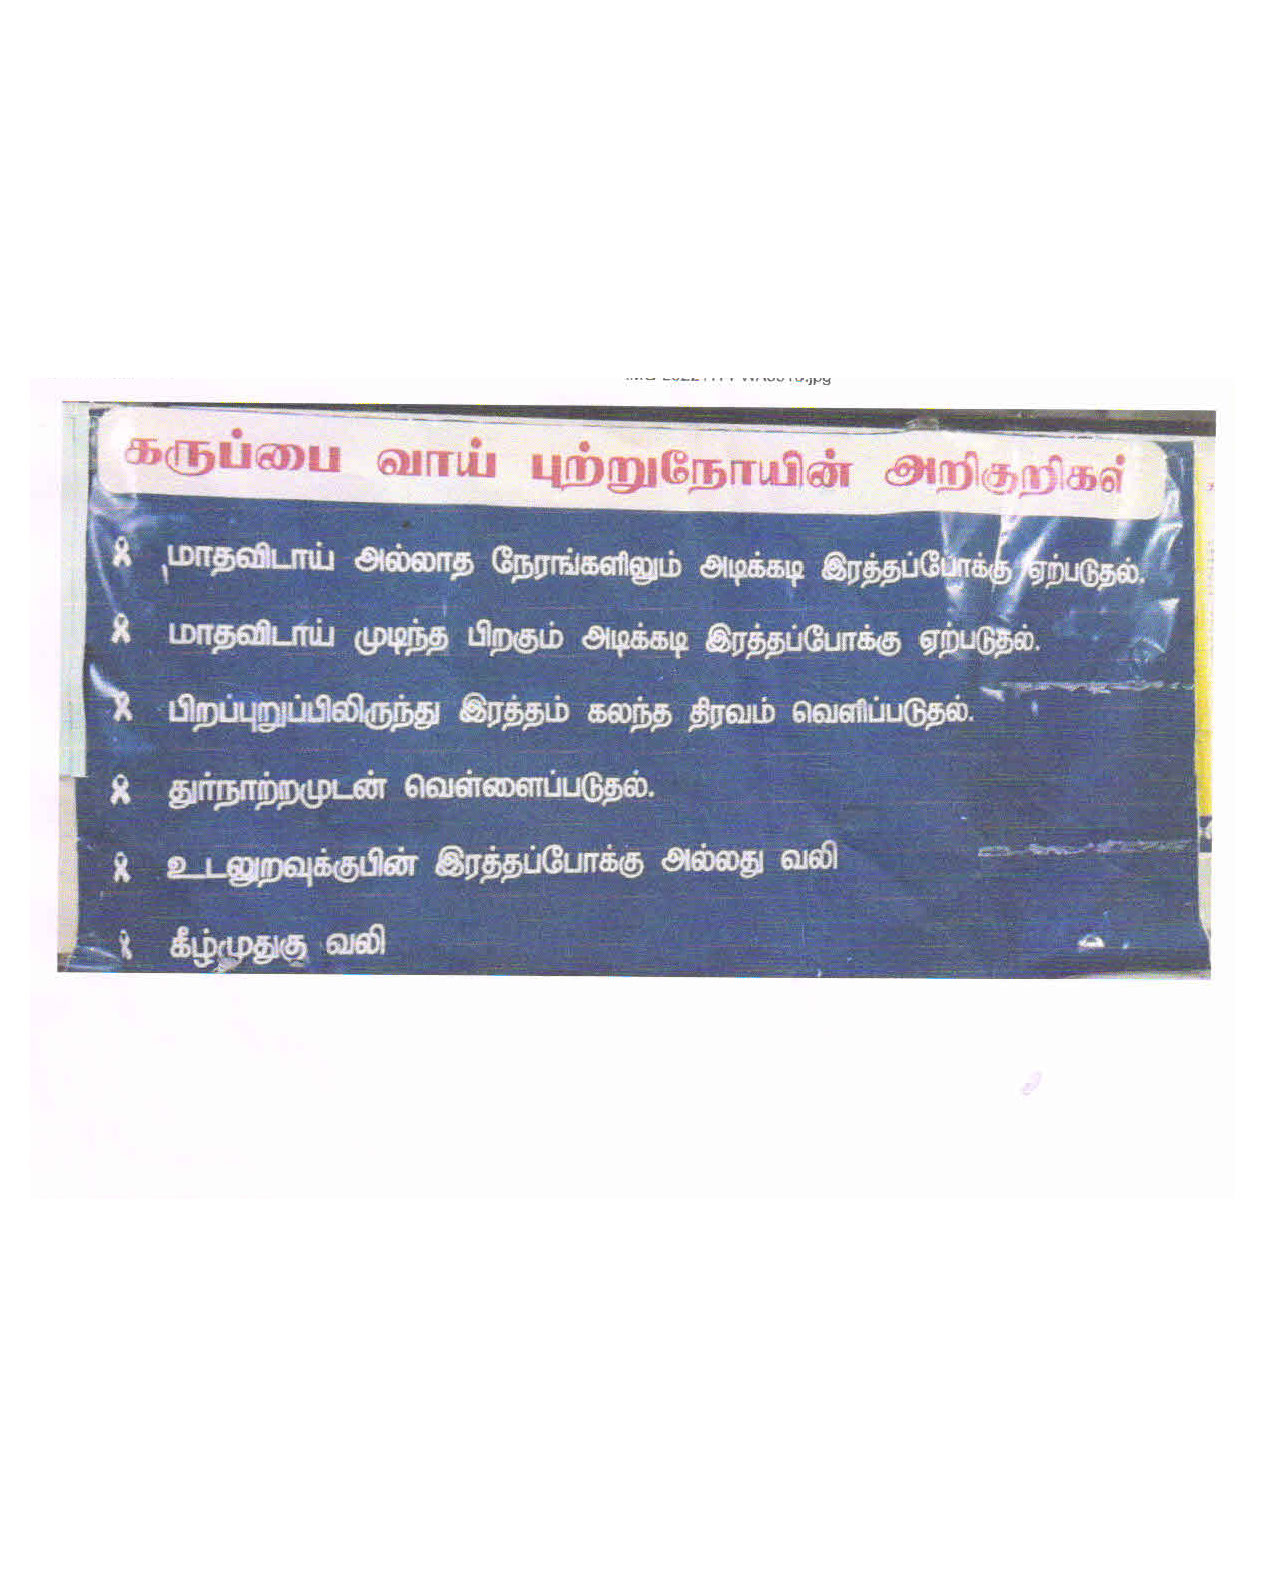 கருப்பை வாய் புற்றுநோயின் அறிகுறிகள்
மாதவிடாய் அல்லாத நேரங்களிலும் அடிக்கடி இரத்தப்போக்கு ஏற்படுதல்.
மாதவிடாய் முடிந்த பிறகும் அடிக்கடி இரத்தப்போக்கு ஏற்படுதல்.
பிறப்புறுப்பிலிருந்து இரத்தம் கலந்த திரவம் வெளிப்படுதல்.
துர்நாற்றமுடன் வெள்ளைப்படுதல்.
உடலுறவுக்குபின் இரத்தப்போக்கு அல்லது வலி
கீழ்முதுகு வலி